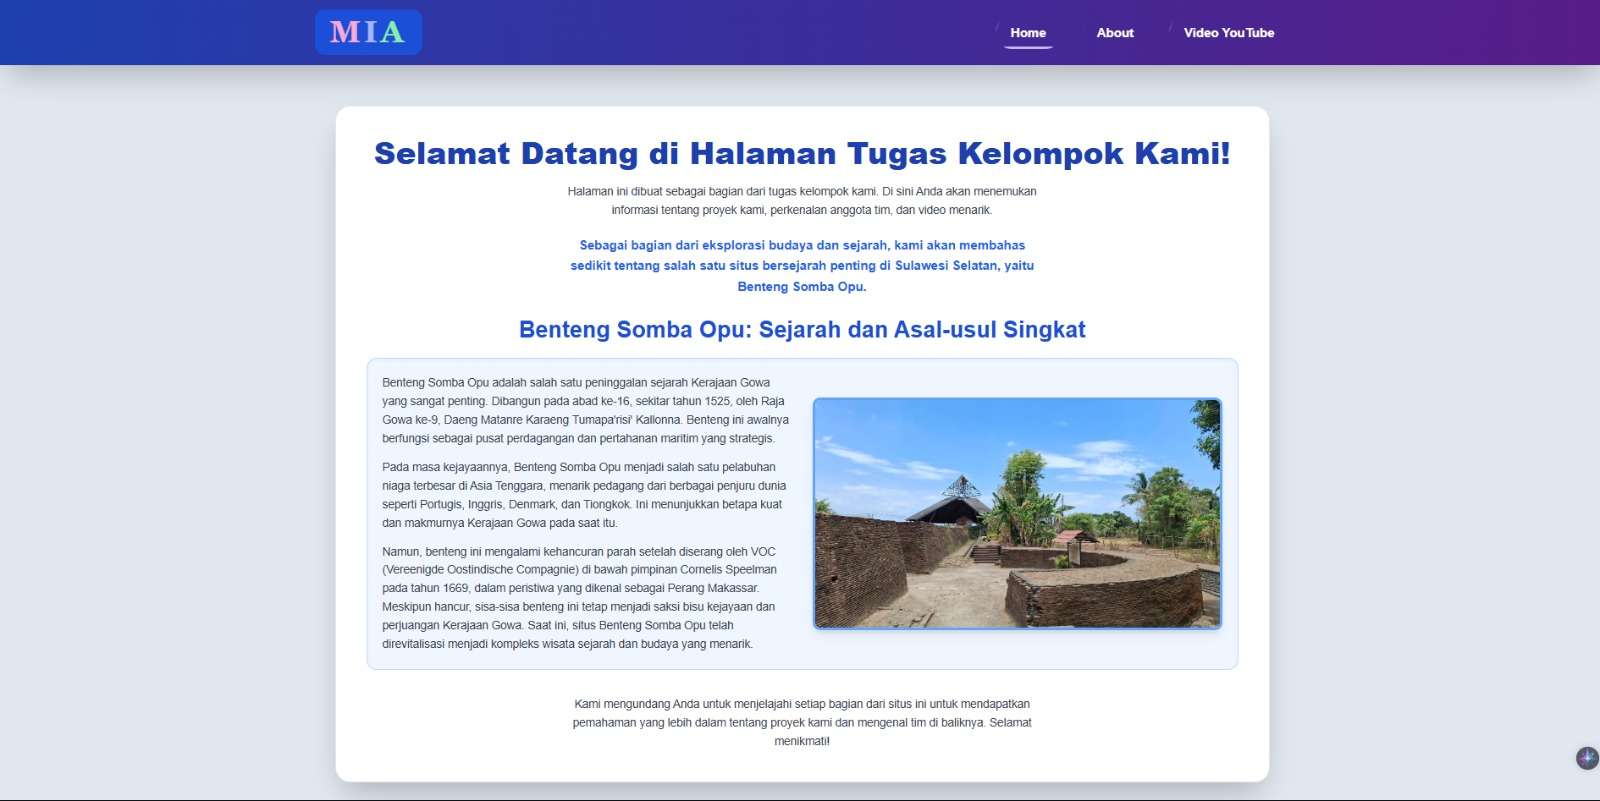 MIA
Home
About
Video YouTube
Selamat Datang di Halaman Tugas Kelompok Kami!
Halaman ini dibuat sebagai bagian dari tugas kelompok kami. Di sini Anda akan menemukan
informasi tentang proyek kami, perkenalan anggota tim, dan video menarik.
Sebagai bagian dari eksplorasi budaya dan sejarah, kami akan membahas
sedikit tentang salah satu situs bersejarah penting di Sulawesi Selatan, yaitu
Benteng Somba Opu.
Benteng Somba Opu: Sejarah dan Asal-usul Singkat
Benteng Somba Opu adalah salah satu peninggalan sejarah Kerajaan Gowa
yang sangat penting. Dibangun pada abad ke-16, sekitar tahun 1525, oleh Raja
Gowa ke-9, Daeng Matanre Karaeng Tumapa'risi' Kallonna. Benteng ini awalnya
berfungsi sebagai pusat perdagangan dan pertahanan maritim yang strategis.
Pada masa kejayaannya, Benteng Somba Opu menjadi salah satu pelabuhan
niaga terbesar di Asia Tenggara, menarik pedagang dari berbagai penjuru dunia
seperti Portugis, Inggris, Denmark, dan Tiongkok. Ini menunjukkan betapa kuat
dan makmurnya Kerajaan Gowa pada saat itu.
Namun, benteng ini mengalami kehancuran parah setelah diserang oleh VOC
(Vereenigde Oostindische Compagnie) di bawah pimpinan Cornelis Speelman
pada tahun 1669, dalam peristiwa yang dikenal sebagai Perang Makassar.
Meskipun hancur, sisa-sisa benteng ini tetap menjadi saksi bisu kejayaan dan
perjuangan Kerajaan Gowa. Saat ini, situs Benteng Somba Opu telah
direvitalisasi menjadi kompleks wisata sejarah dan budaya yang menarik.
Kami mengundang Anda untuk menjelajahi setiap bagian dari situs ini untuk mendapatkan
pemahaman yang lebih dalam tentang proyek kami dan mengenal tim di baliknya. Selamat
menikmati!